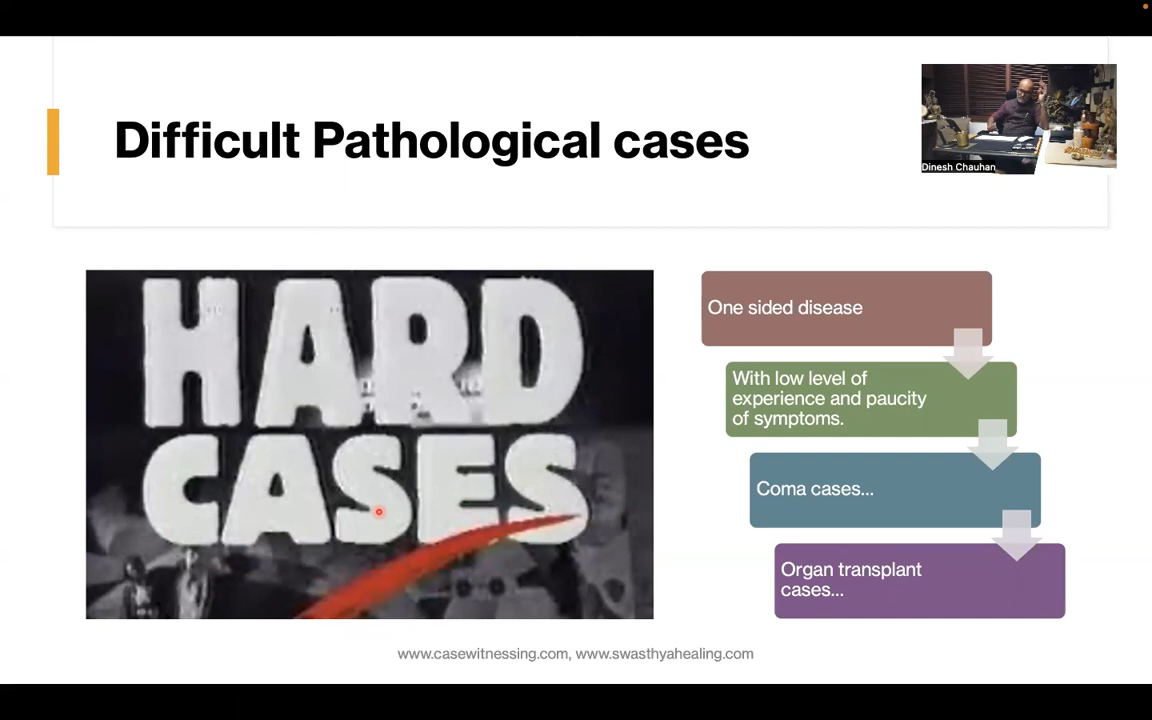 Difficult Pathological cases
Dinesh Chauhan
HARD
CASES
One sided disease
With low level of
experience and paucity
of symptoms.
Coma cases...
Organ transplant
cases...
www.casewitnessing.com, www.swasthyahealing.com